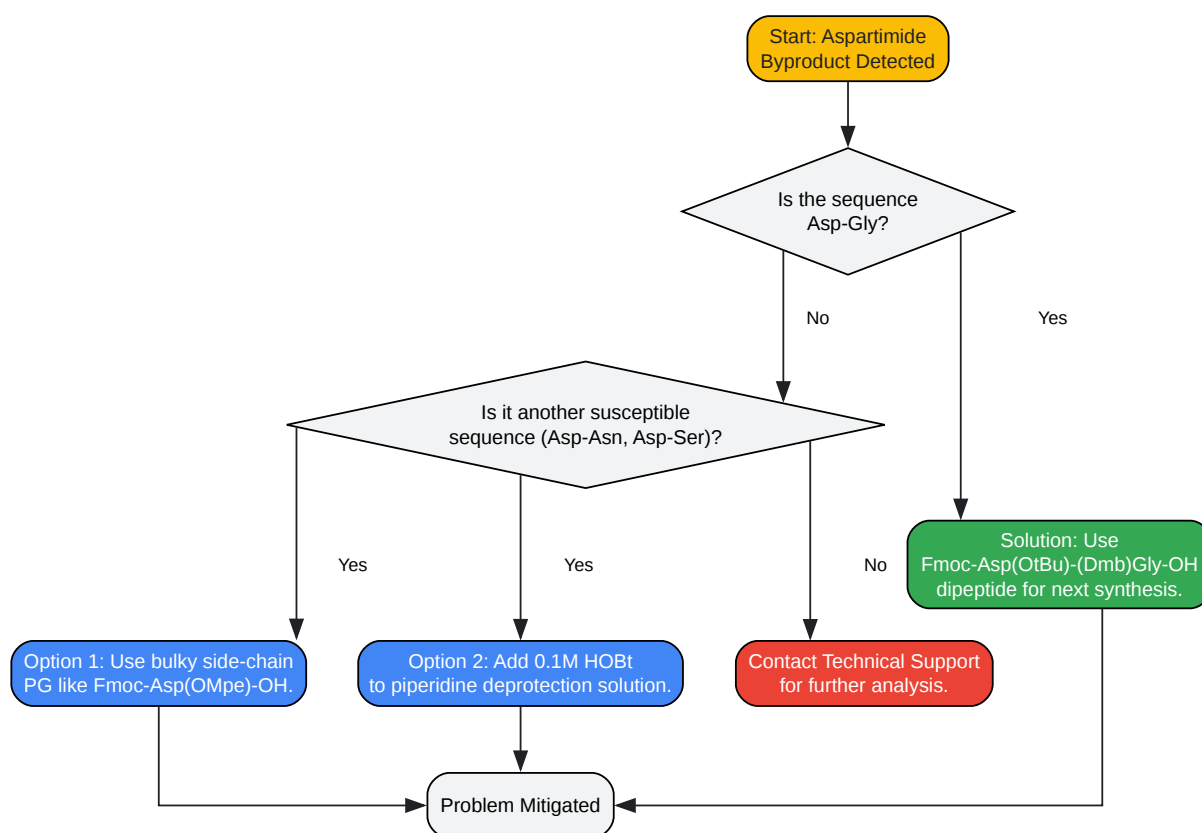 Start: Aspartimide
Byproduct Detected
Is the sequence
Asp-Gly?
No
Yes
Is it another susceptible
sequence (Asp-Asn, Asp-Ser)?
Yes
Yes
No
Solution: Use
Fmoc-Asp(OtBu)-(Dmb)Gly-OH
dipeptide for next synthesis.
Option 1: Use bulky side-chain
PG like Fmoc-Asp(OMpe)-OH.
Option 2: Add 0.1M HOBt
to piperidine deprotection solution.
Contact Technical Support
for further analysis.
Problem Mitigated